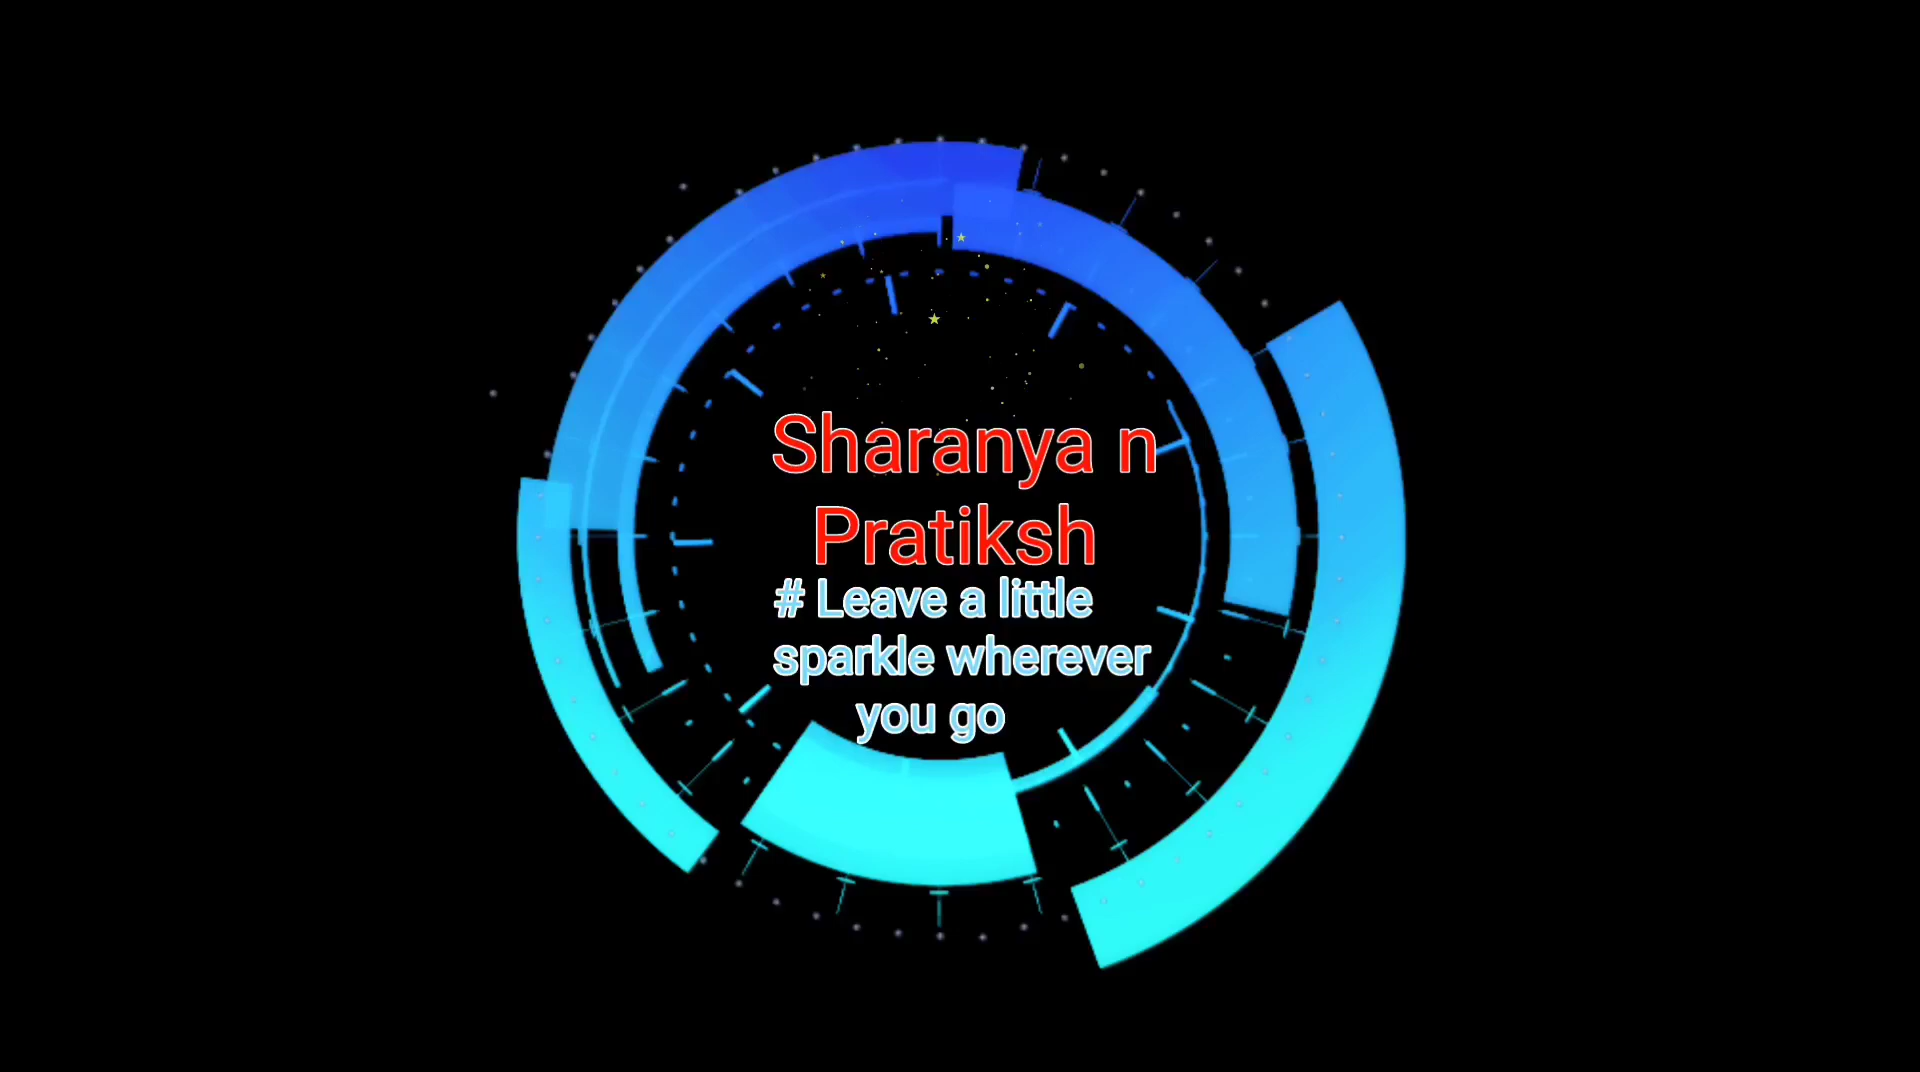 Sharanya n
Pratiksh
# Leave a little
sparkle wherever
you go